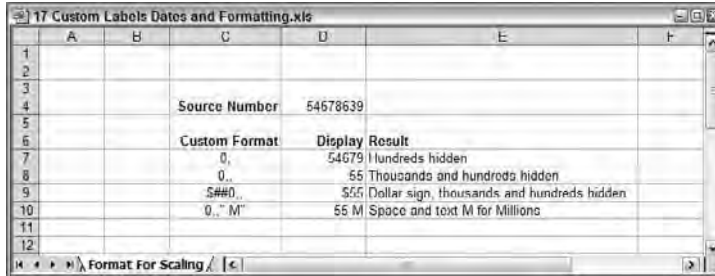 17 Custom Labels Dates and Formatting.xls
A B C D E F
1
2
3
4 Source Number 54678639
5
6 Custom Format Display Result
7 0, 54679 Hundreds hidden
8 0,, 55 Thousands and hundreds hidden
9 $##0,, $55 Dollar sign, thousands and hundreds hidden
10 0,," M" 55 M Space and text M for Millions
11
12
Format For Scaling